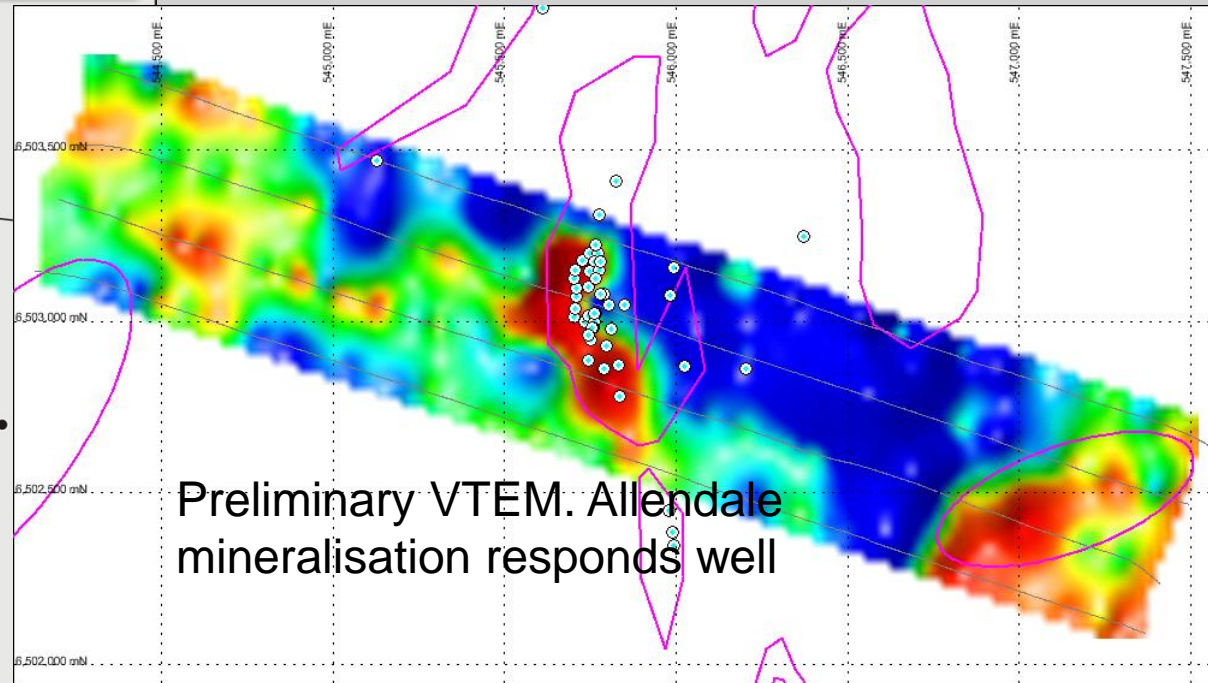 544,500 mE
545,000 mE
545,500 mE
546,000 mE
546,500 mE
547,000 mE
547,500 mE
6,503,500 mN
6,503,000 mN
6,502,500 mN
6,502,000 mN
Preliminary VTEM. Allendale
mineralisation responds well